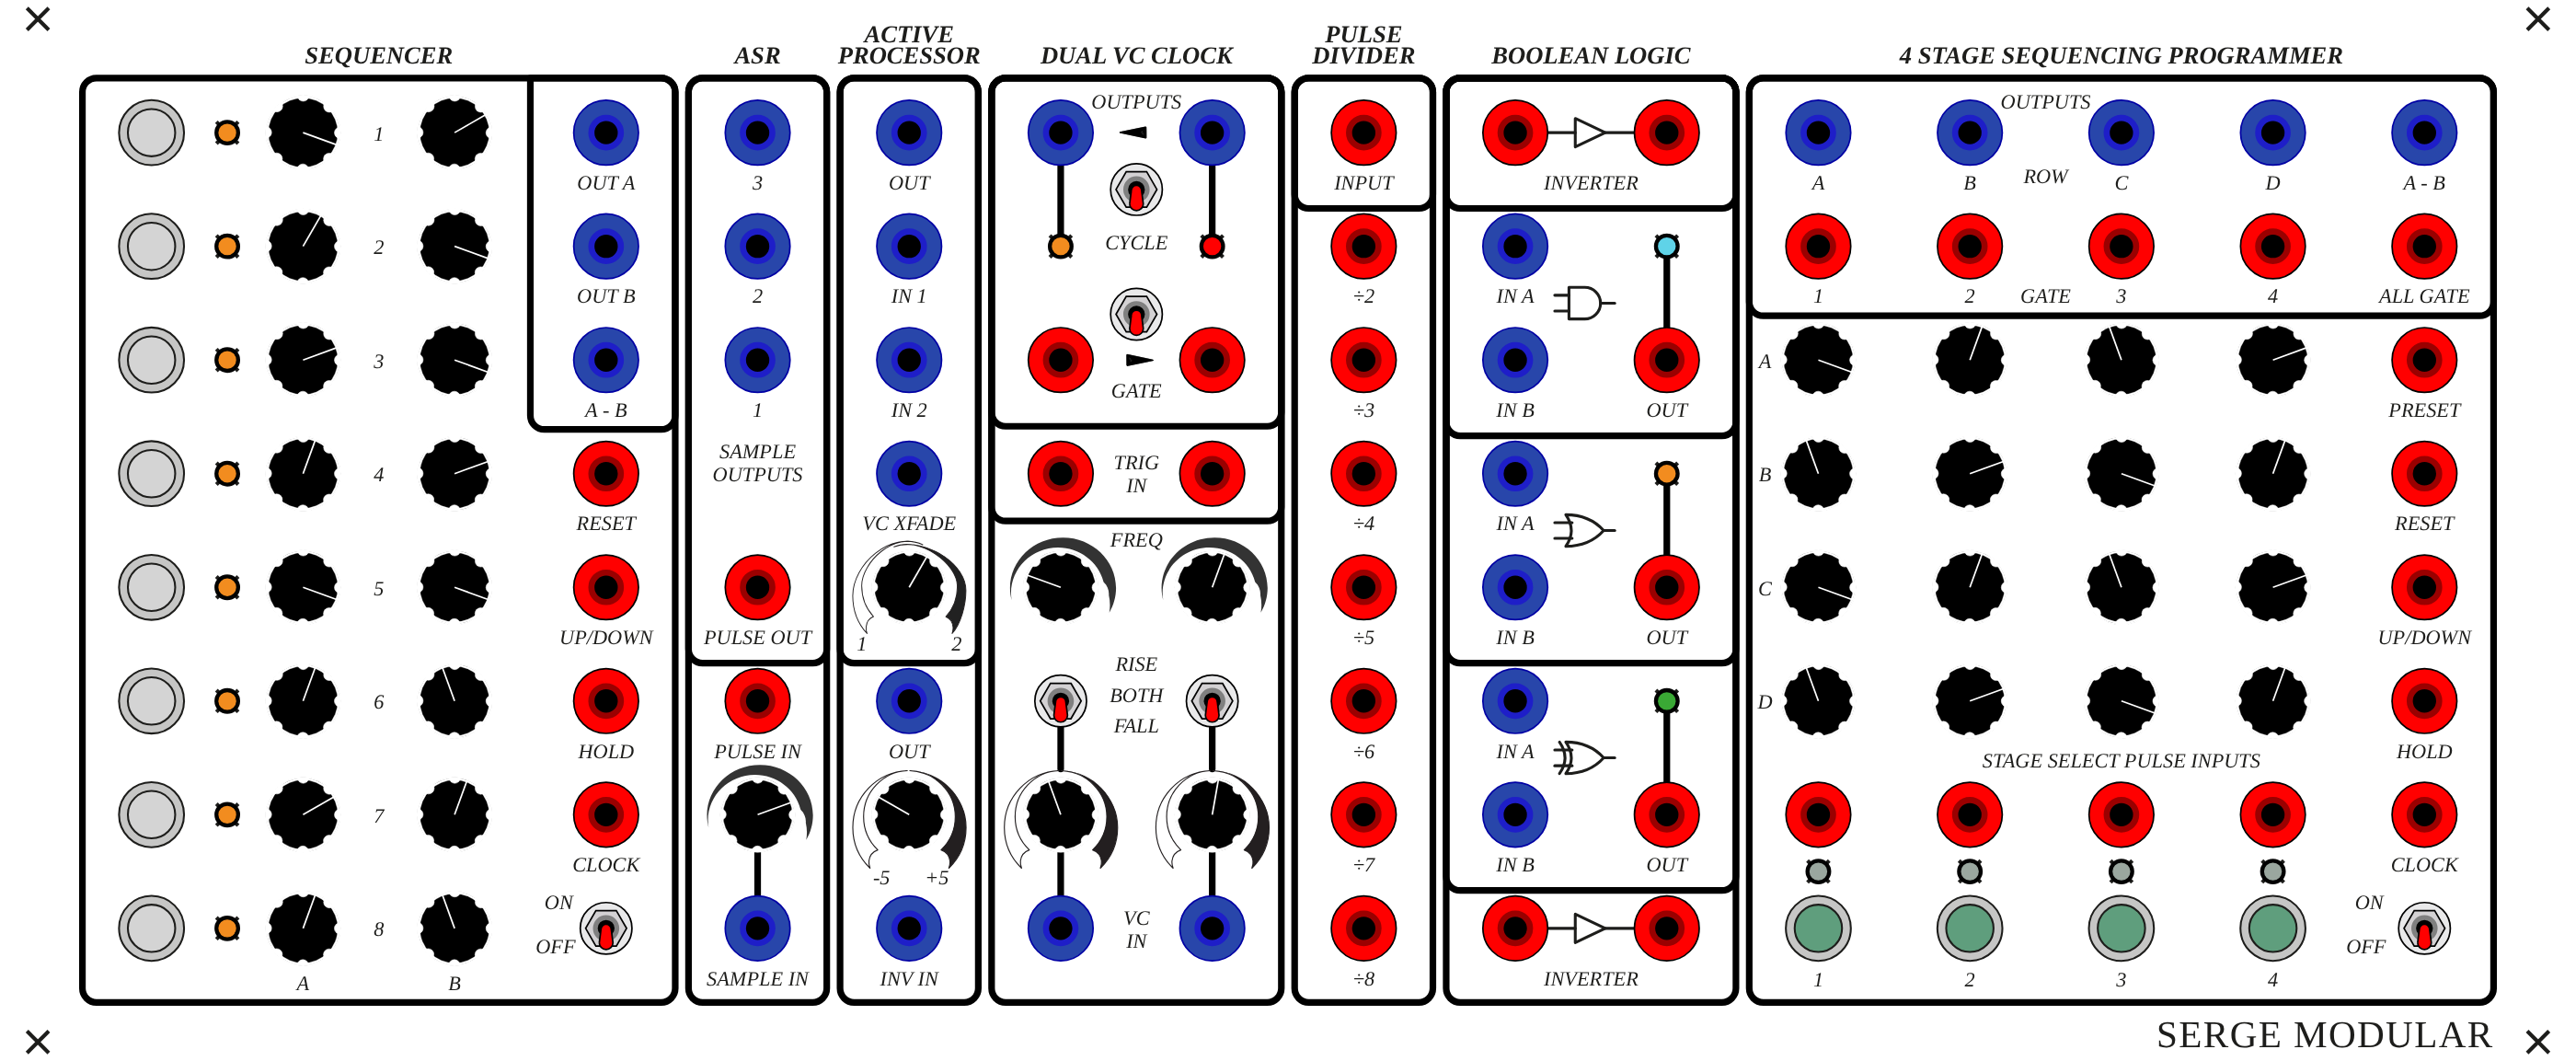 SEQUENCER
1
2
3
4
5
6
7
8
A B
OUT A
OUT B
A - B
RESET
UP/DOWN
HOLD
CLOCK
ON
OFF
ASR
3
2
1
SAMPLE
OUTPUTS
PULSE OUT
PULSE IN
SAMPLE IN
ACTIVE
PROCESSOR
OUT
IN 1
IN 2
VC XFADE
1 2
OUT
-5 +5
INV IN
DUAL VC CLOCK
OUTPUTS
CYCLE
GATE
TRIG
IN
FREQ
RISE
BOTH
FALL
VC
IN
PULSE
DIVIDER
INPUT
÷2
÷3
÷4
÷5
÷6
÷7
÷8
BOOLEAN LOGIC
INVERTER
IN A
IN B OUT
IN A
IN B OUT
IN A
IN B OUT
INVERTER
4 STAGE SEQUENCING PROGRAMMER
OUTPUTS
A B ROW C D A - B
1 2 GATE 3 4 ALL GATE
A
PRESET
B
RESET
C
UP/DOWN
D
HOLD
STAGE SELECT PULSE INPUTS
CLOCK
ON
OFF
1 2 3 4
SERGE MODULAR